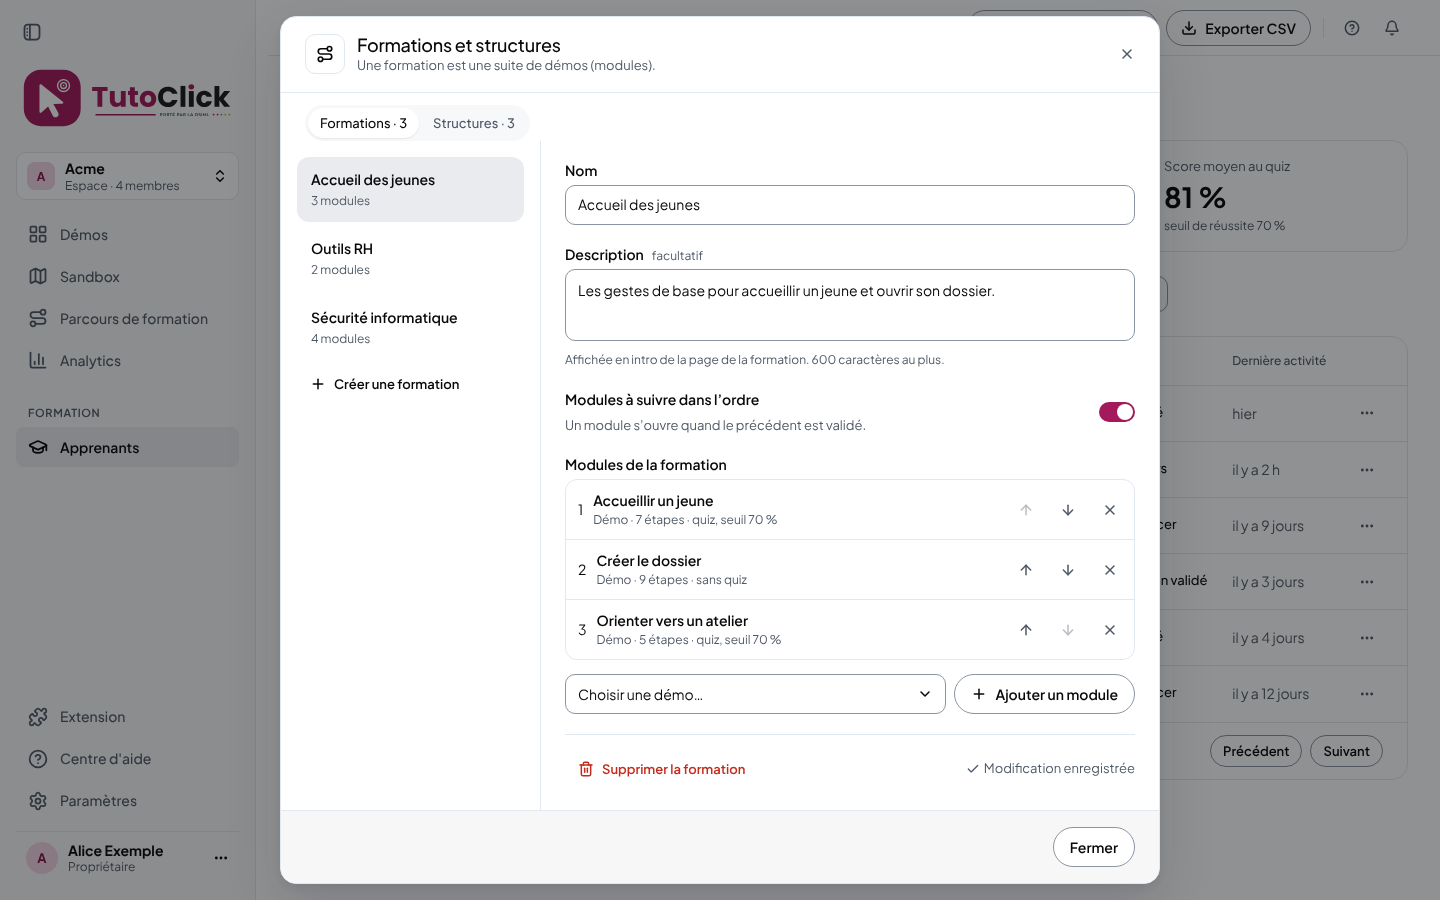 Formations et structures
Une formation est une suite de démos (modules).
Exporter CSV
TutoClick
Formations · 3
Structures · 3
A
Acme
Espace · 4 membres
Démos
Sandbox
Parcours de formation
Analytics
FORMATION
Apprenants
Extension
Centre d'aide
Paramètres
A
Alice Exemple
Propriétaire
Accueil des jeunes
3 modules
Outils RH
2 modules
Sécurité informatique
4 modules
Créer une formation
Nom
Accueil des jeunes
Description facultatif
Les gestes de base pour accueillir un jeune et ouvrir son dossier.
Affichée en intro de la page de la formation. 600 caractères au plus.
Modules à suivre dans l’ordre
Un module s’ouvre quand le précédent est validé.
Modules de la formation
1
Accueillir un jeune
Démo · 7 étapes · quiz, seuil 70 %
2
Créer le dossier
Démo · 9 étapes · sans quiz
3
Orienter vers un atelier
Démo · 5 étapes · quiz, seuil 70 %
Choisir une démo…
Ajouter un module
Supprimer la formation
Modification enregistrée
Fermer
Score moyen au quiz
81 %
seuil de réussite 70 %
Dernière activité
hier
il y a 2 h
il y a 9 jours
validé
il y a 3 jours
il y a 4 jours
il y a 12 jours
Précédent
Suivant